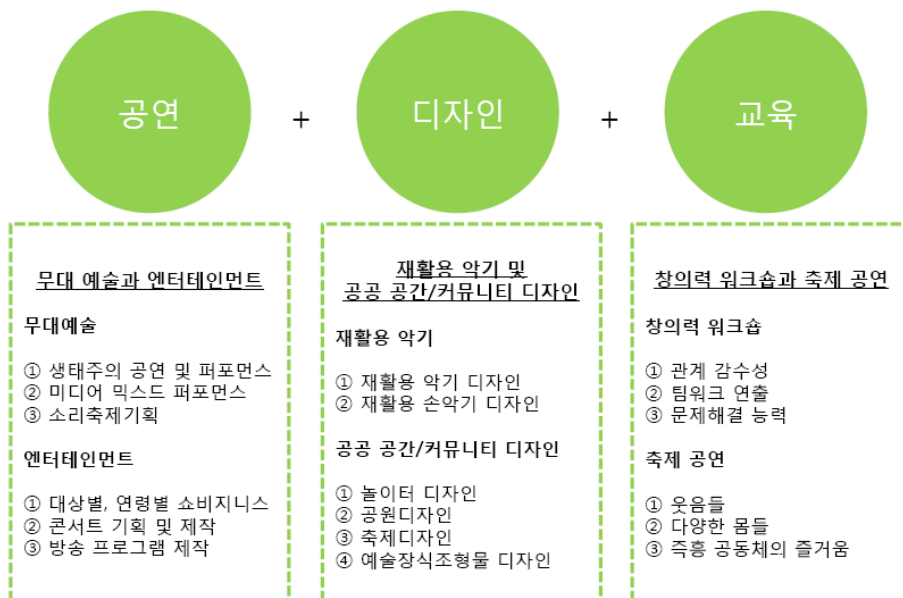 공연
+
디자인
+
교육
무대 예술과 엔터테인먼트
무대예술
① 생태주의 공연 및 퍼포먼스
② 미디어 믹스드 퍼포먼스
③ 소리축제기획
엔터테인먼트
① 대상별, 연령별 쇼비지니스
② 콘서트 기획 및 제작
③ 방송 프로그램 제작
재활용 악기 및
공공 공간/커뮤니티 디자인
재활용 악기
① 재활용 악기 디자인
② 재활용 손악기 디자인
공공 공간/커뮤니티 디자인
① 놀이터 디자인
② 공원디자인
③ 축제디자인
④ 예술장식조형물 디자인
창의력 워크숍과 축제 공연
창의력 워크숍
① 관계 감수성
② 팀워크 연출
③ 문제해결 능력
축제 공연
① 웃음들
② 다양한 몸들
③ 즉흥 공동체의 즐거움